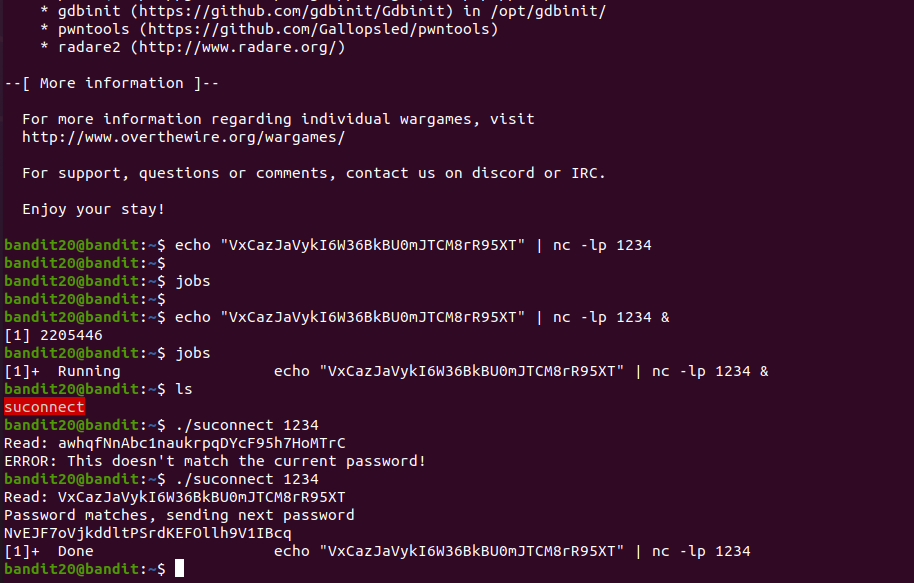 * gdbinit (https://github.com/gdbinit/Gdbinit) in /opt/gdbinit/
* pwntools (https://github.com/Gallopsled/pwntools)
* radare2 (http://www.radare.org/)
--[ More information ]--
For more information regarding individual wargames, visit
http://www.overthewire.org/wargames/
For support, questions or comments, contact us on discord or IRC.
Enjoy your stay!
bandit20@bandit:~$ echo "VxCazJaVykI6W36BkBU0mJTCM8rR95XT" | nc -lp 1234
bandit20@bandit:~$
bandit20@bandit:~$ jobs
bandit20@bandit:~$
bandit20@bandit:~$ echo "VxCazJaVykI6W36BkBU0mJTCM8rR95XT" | nc -lp 1234 &
[1] 2205446
bandit20@bandit:~$ jobs
[1]+  Running                 echo "VxCazJaVykI6W36BkBU0mJTCM8rR95XT" | nc -lp 1234 &
bandit20@bandit:~$ ls
suconnect
bandit20@bandit:~$ ./suconnect 1234
Read: awhqfNnAbc1naukrpqDYcF95h7HoMTrC
ERROR: This doesn't match the current password!
bandit20@bandit:~$ ./suconnect 1234
Read: VxCazJaVykI6W36BkBU0mJTCM8rR95XT
Password matches, sending next password
NvEJF7oVjkddltPSrdKEFOllh9V1IBcq
[1]+  Done                    echo "VxCazJaVykI6W36BkBU0mJTCM8rR95XT" | nc -lp 1234
bandit20@bandit:~$